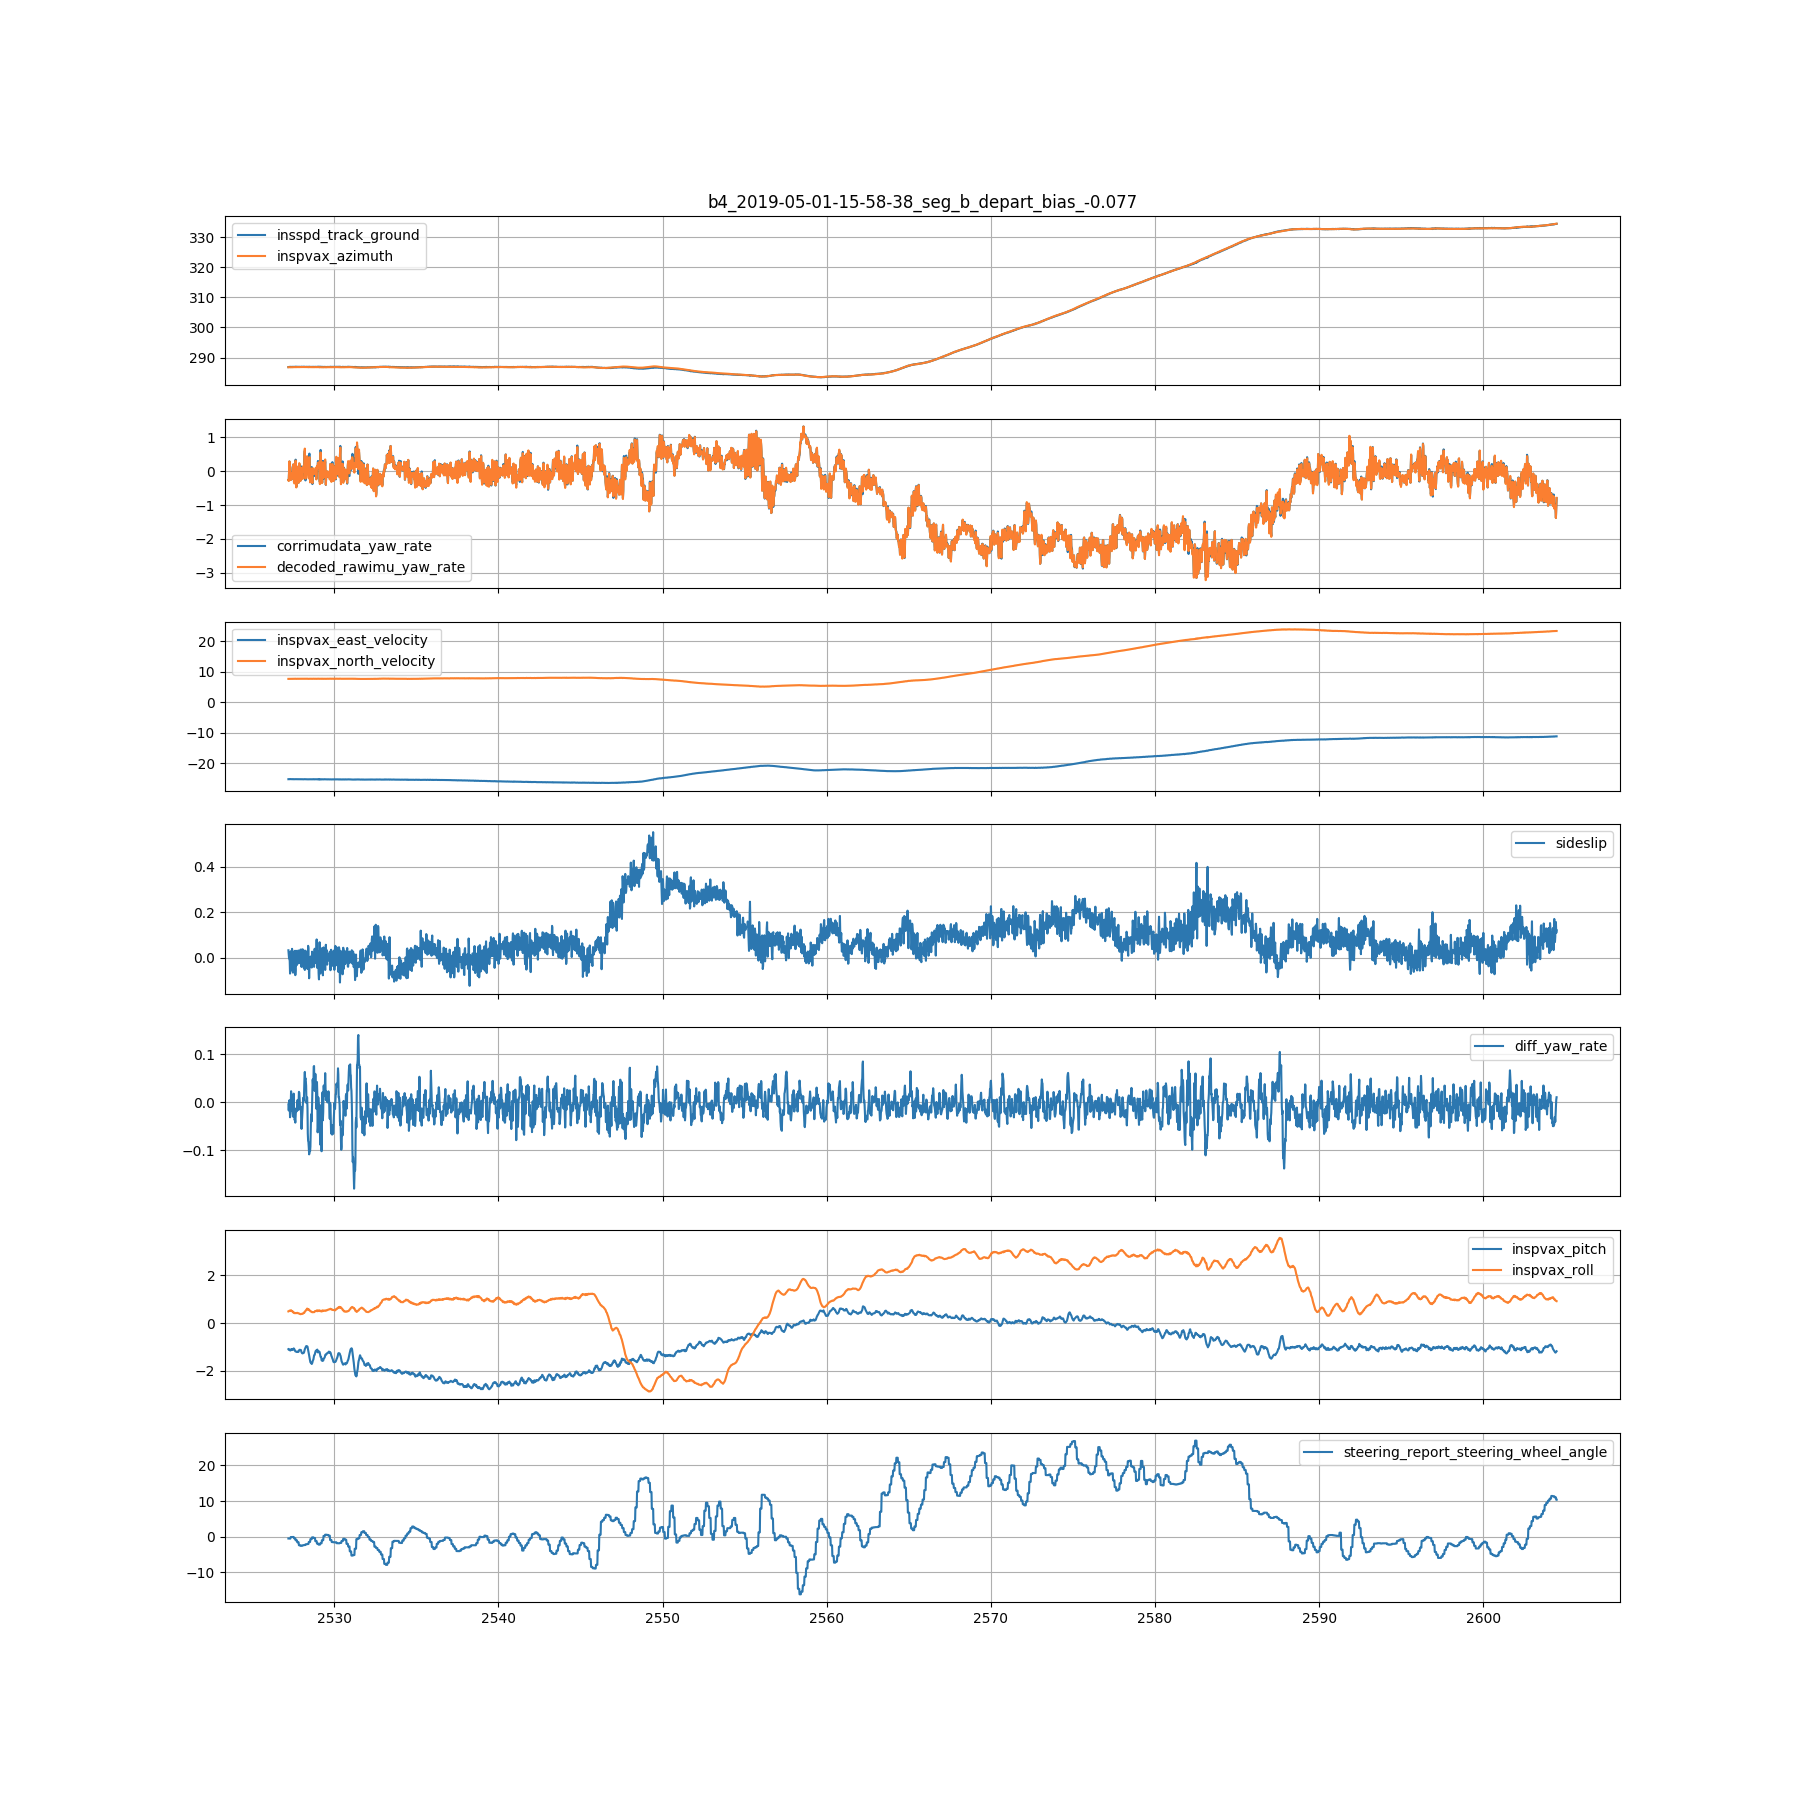 b4_2019-05-01-15-58-38_seg_b_depart_bias_-0.077
insspd_track_ground
inspvax_azimuth
330
320
310
300
290
1
0
−1
−2
−3
corrimudata_yaw_rate
decoded_rawimu_yaw_rate
inspvax_east_velocity
inspvax_north_velocity
20
10
0
−10
−20
sideslip
0.4
0.2
0.0
diff_yaw_rate
0.1
0.0
−0.1
inspvax_pitch
inspvax_roll
2
0
−2
steering_report_steering_wheel_angle
20
10
0
−10
2530 2540 2550 2560 2570 2580 2590 2600